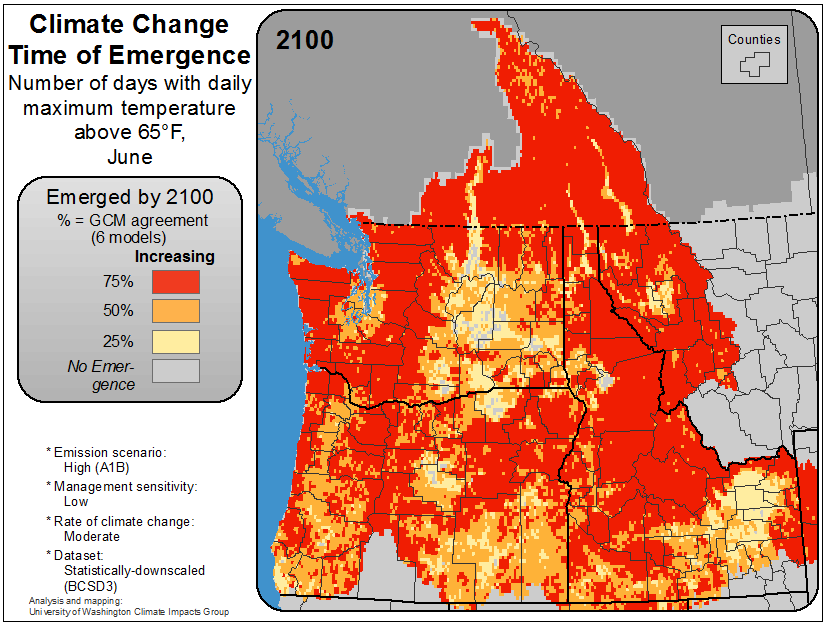 Climate Change
Time of Emergence
Number of days with daily
maximum temperature
above 65°F,
June
Emerged by 2100
% = GCM agreement
(6 models)
Increasing
75%
50%
25%
No Emer-
gence
* Emission scenario:
High (A1B)
* Management sensitivity:
Low
* Rate of climate change:
Moderate
* Dataset:
Statistically-downscaled
(BCSD3)
Analysis and mapping:
University of Washington Climate Impacts Group
2100
Counties